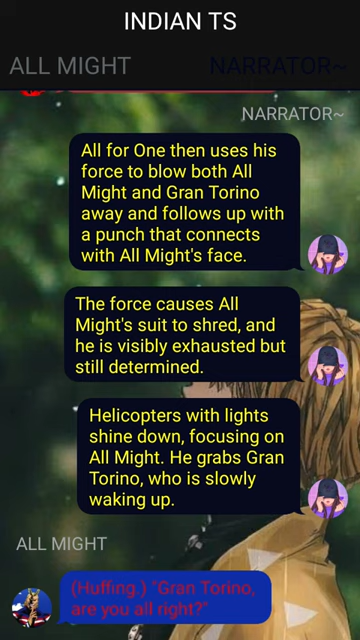 INDIAN TS
ALL MIGHT
NARRATOR~
NARRATOR~
All for One then uses his
force to blow both All
Might and Gran Torino
away and follows up with
a punch that connects
with All Might's face.
The force causes All
Might's suit to shred, and
he is visibly exhausted but
still determined.
Helicopters with lights
shine down, focusing on
All Might. He grabs Gran
Torino, who is slowly
waking up.
ALL MIGHT
(Huffing.) "Gran Torino,
are you all right?"